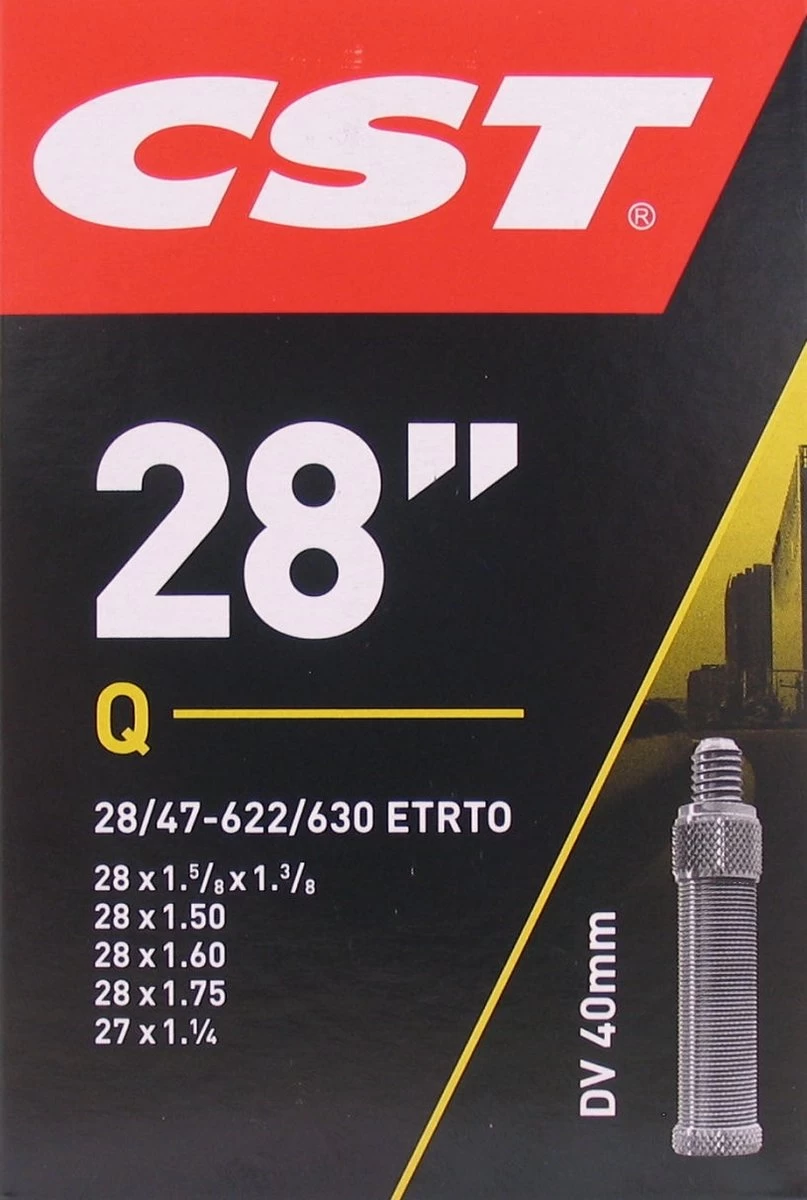 CST®
28”
Q
28/47-622/630 ETRTO
28 x 1.⁵/₈ x 1.³/₈
28 x 1.50
28 x 1.60
28 x 1.75
27 x 1.¼
DV 40mm